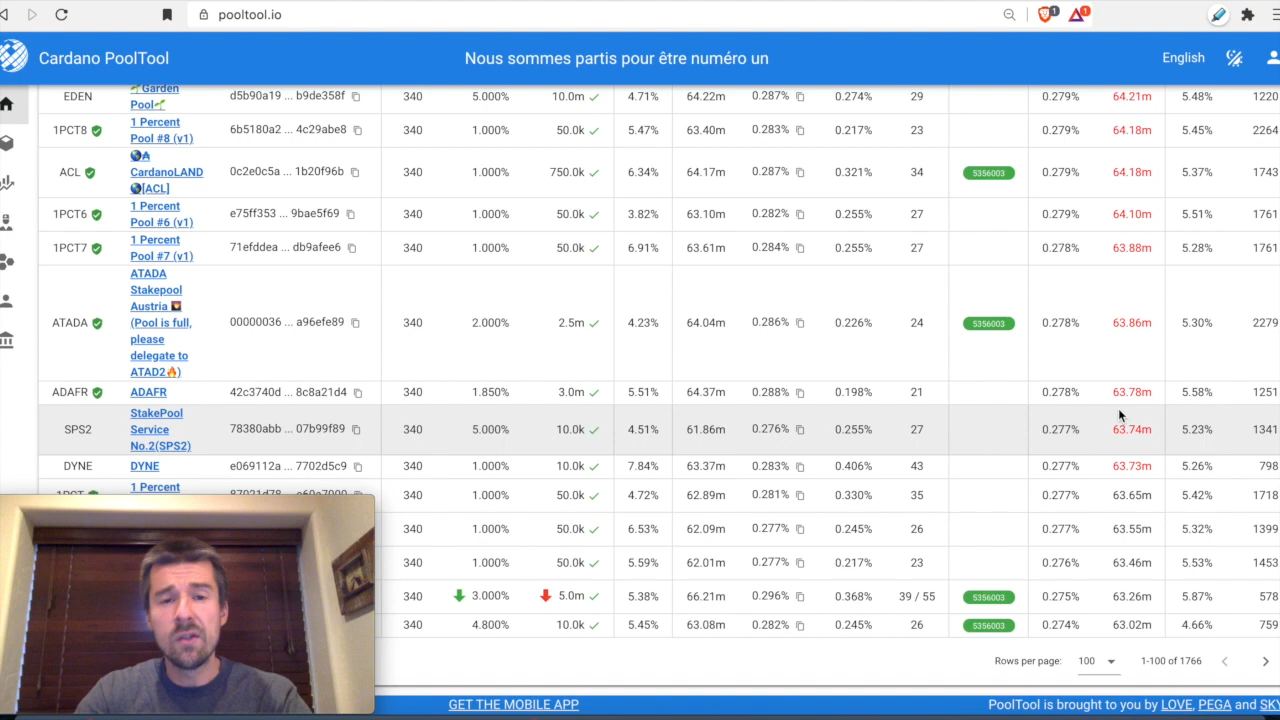 pooltool.io
1
1
Cardano PoolTool
Nous sommes partis pour être numéro un
English
EDEN 🌱Garden Pool🌱 d5b90a19 ... b9de358f 340 5.000% 10.0m 4.71% 64.22m 0.287% 0.274% 29 0.279% 64.21m 5.48% 1220
1PCT8 1 Percent Pool #8 (v1) 6b5180a2 ... 4c29abe8 340 1.000% 50.0k 5.47% 63.40m 0.283% 0.217% 23 0.279% 64.18m 5.45% 2264
ACL 🌎₳ CardanoLAND 🌎[ACL] 0c2e0c5a ... 1b20f96b 340 1.000% 750.0k 6.34% 64.17m 0.287% 0.321% 34 5356003 0.279% 64.18m 5.37% 1743
1PCT6 1 Percent Pool #6 (v1) e75ff353 ... 9bae5f69 340 1.000% 50.0k 3.82% 63.10m 0.282% 0.255% 27 0.279% 64.10m 5.51% 1761
1PCT7 1 Percent Pool #7 (v1) 71efddea ... db9afee6 340 1.000% 50.0k 6.91% 63.61m 0.284% 0.255% 27 0.278% 63.88m 5.28% 1761
ATADA ATADA Stakepool Austria 🌄 (Pool is full, please delegate to ATAD2🔥) 00000036 ... a96efe89 340 2.000% 2.5m 4.23% 64.04m 0.286% 0.226% 24 5356003 0.278% 63.86m 5.30% 2279
ADAFR ADAFR 42c3740d ... 8c8a21d4 340 1.850% 3.0m 5.51% 64.37m 0.288% 0.198% 21 0.278% 63.78m 5.58% 1251
SPS2 StakePool Service No.2(SPS2) 78380abb ... 07b99f89 340 5.000% 10.0k 4.51% 61.86m 0.276% 0.255% 27 0.277% 63.74m 5.23% 1341
DYNE DYNE e069112a ... 7702d5c9 340 1.000% 10.0k 7.84% 63.37m 0.283% 0.406% 43 0.277% 63.73m 5.26% 798
1 Percent 340 1.000% 50.0k 4.72% 62.89m 0.281% 0.330% 35 0.277% 63.65m 5.42% 1718
340 1.000% 50.0k 6.53% 62.09m 0.277% 0.245% 26 0.277% 63.55m 5.32% 1399
340 1.000% 50.0k 5.59% 62.01m 0.277% 0.217% 23 0.276% 63.46m 5.53% 1453
340 3.000% 5.0m 5.38% 66.21m 0.296% 0.368% 39 / 55 5356003 0.275% 63.26m 5.87% 578
340 4.800% 10.0k 5.45% 63.08m 0.282% 0.245% 26 5356003 0.274% 63.02m 4.66% 759
Rows per page: 100 1-100 of 1766
GET THE MOBILE APP
PoolTool is brought to you by LOVE, PEGA and SKY